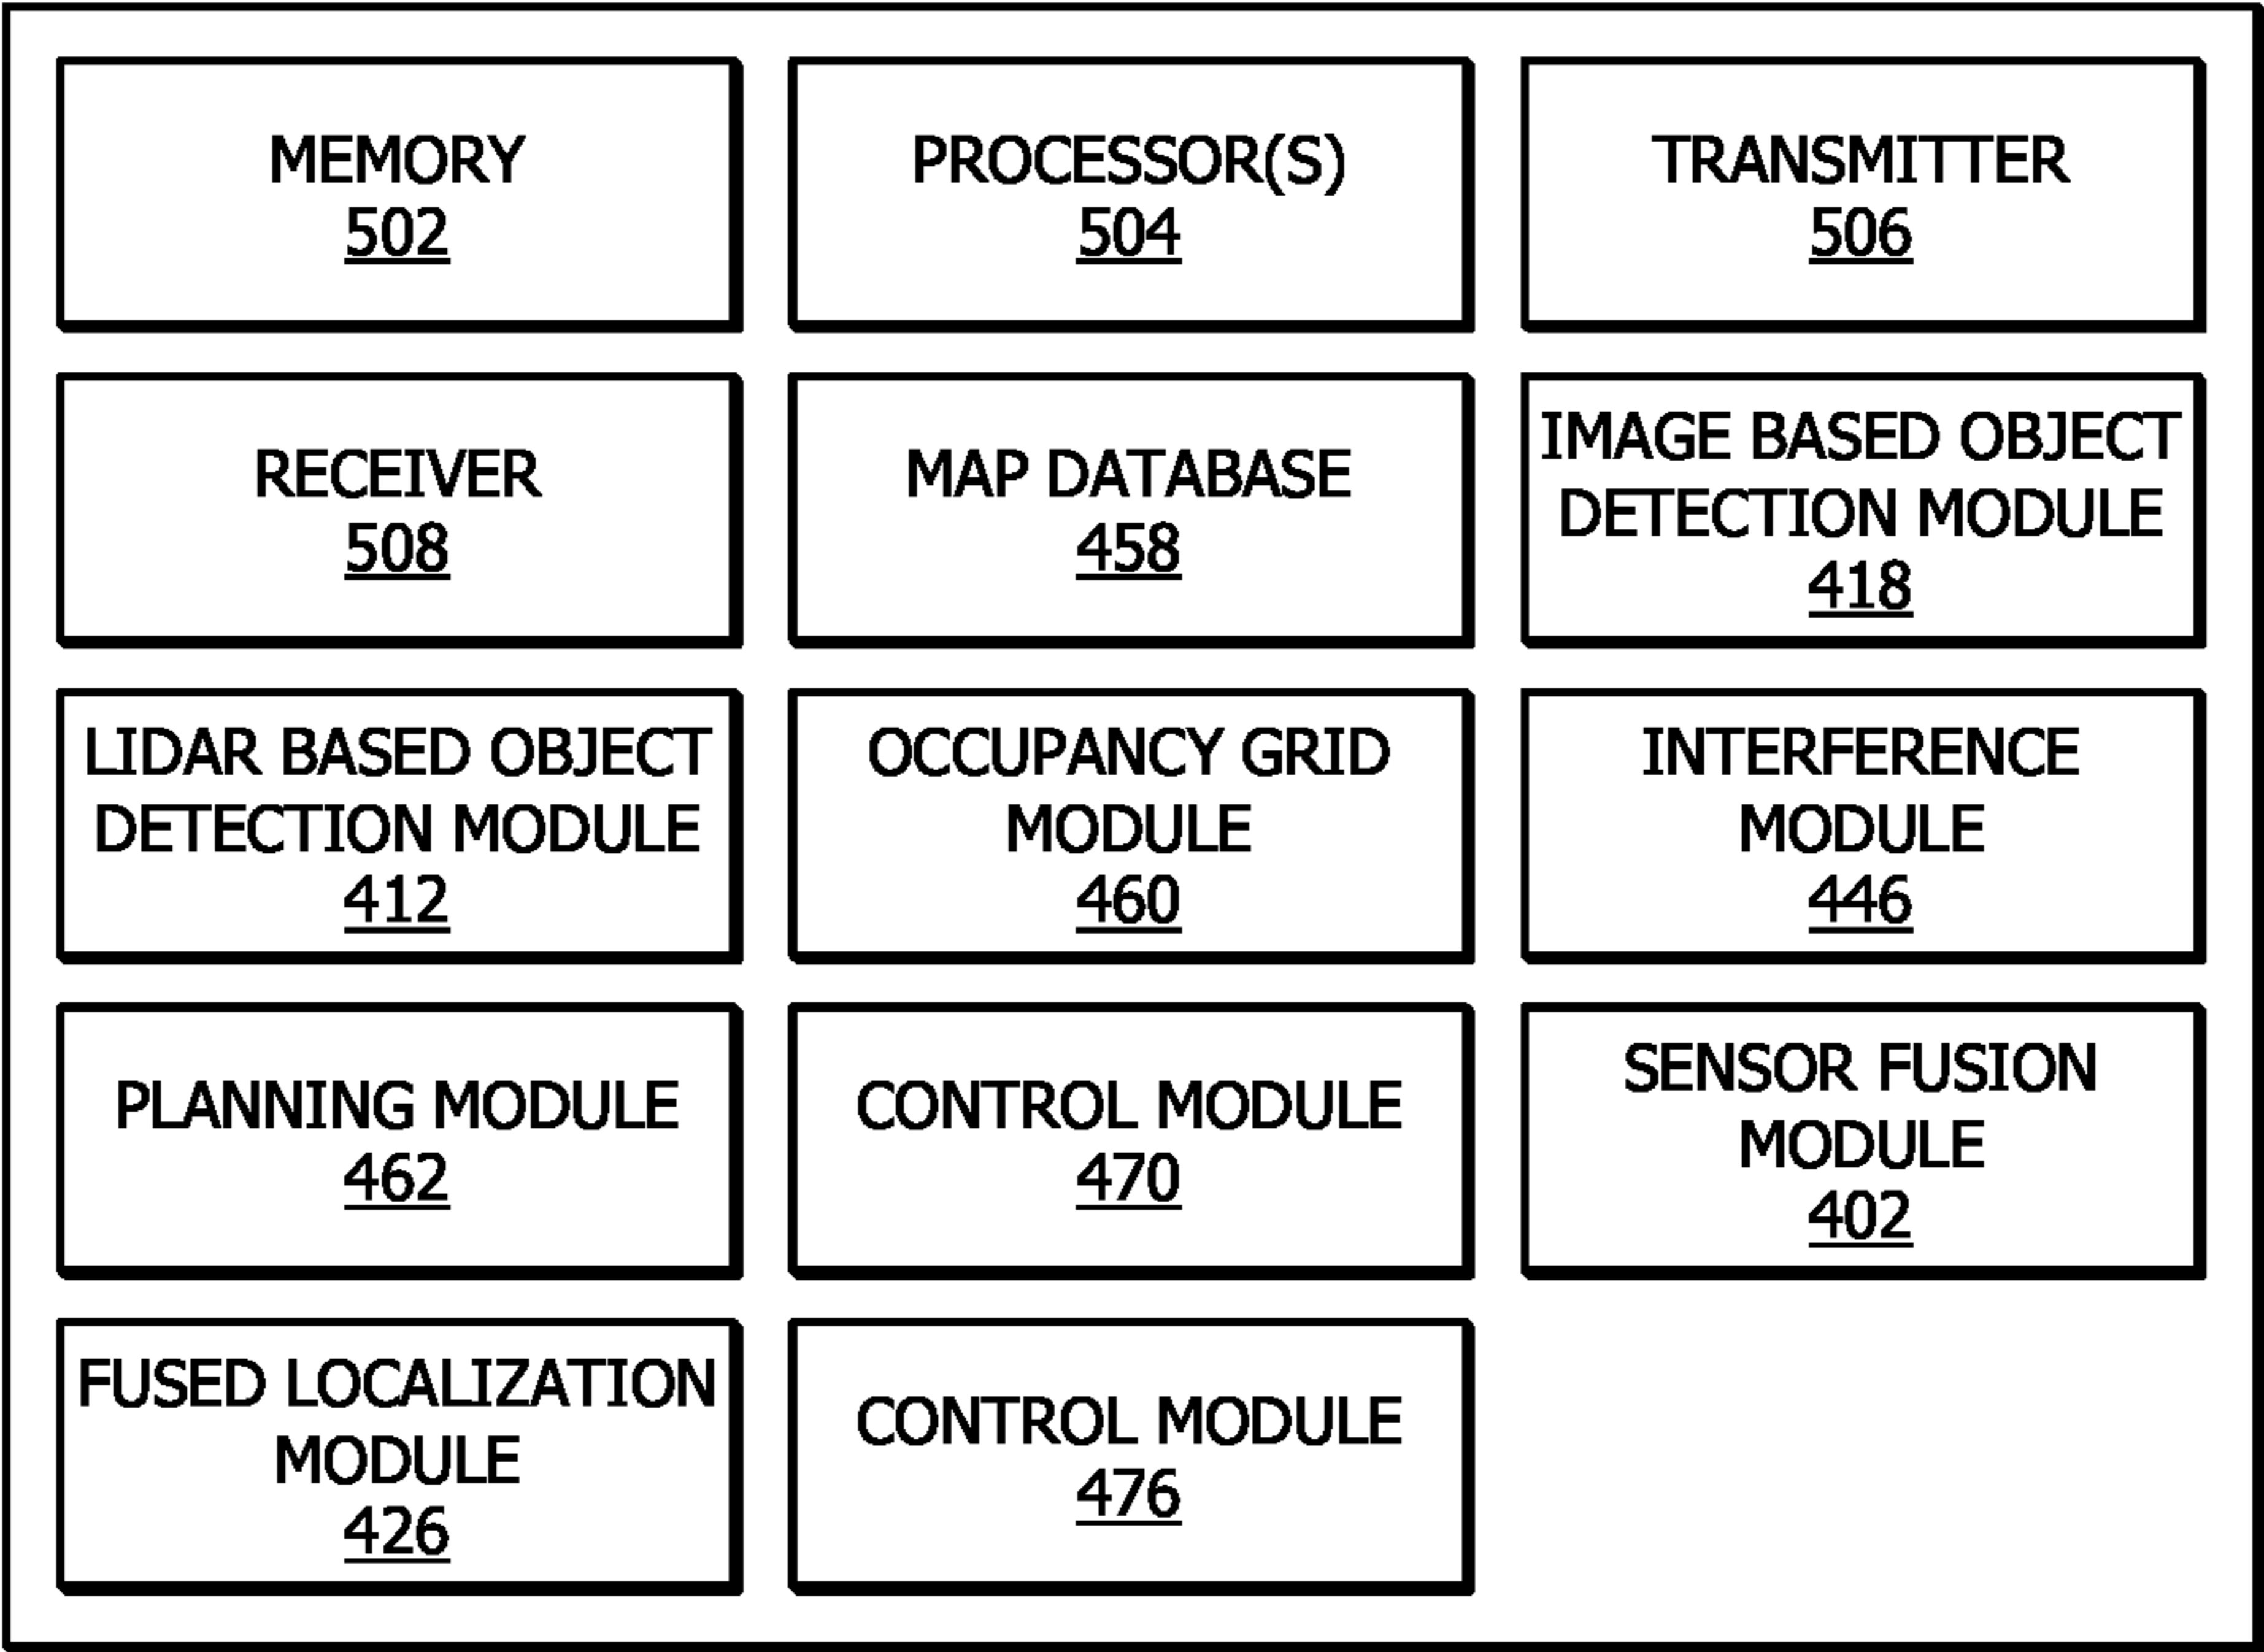 MEMORY
502
PROCESSOR(S)
504
TRANSMITTER
506
RECEIVER
508
MAP DATABASE
458
IMAGE BASED OBJECT
DETECTION MODULE
418
LIDAR BASED OBJECT
DETECTION MODULE
412
OCCUPANCY GRID
MODULE
460
INTERFERENCE
MODULE
446
PLANNING MODULE
462
CONTROL MODULE
470
SENSOR FUSION
MODULE
402
FUSED LOCALIZATION
MODULE
426
CONTROL MODULE
476